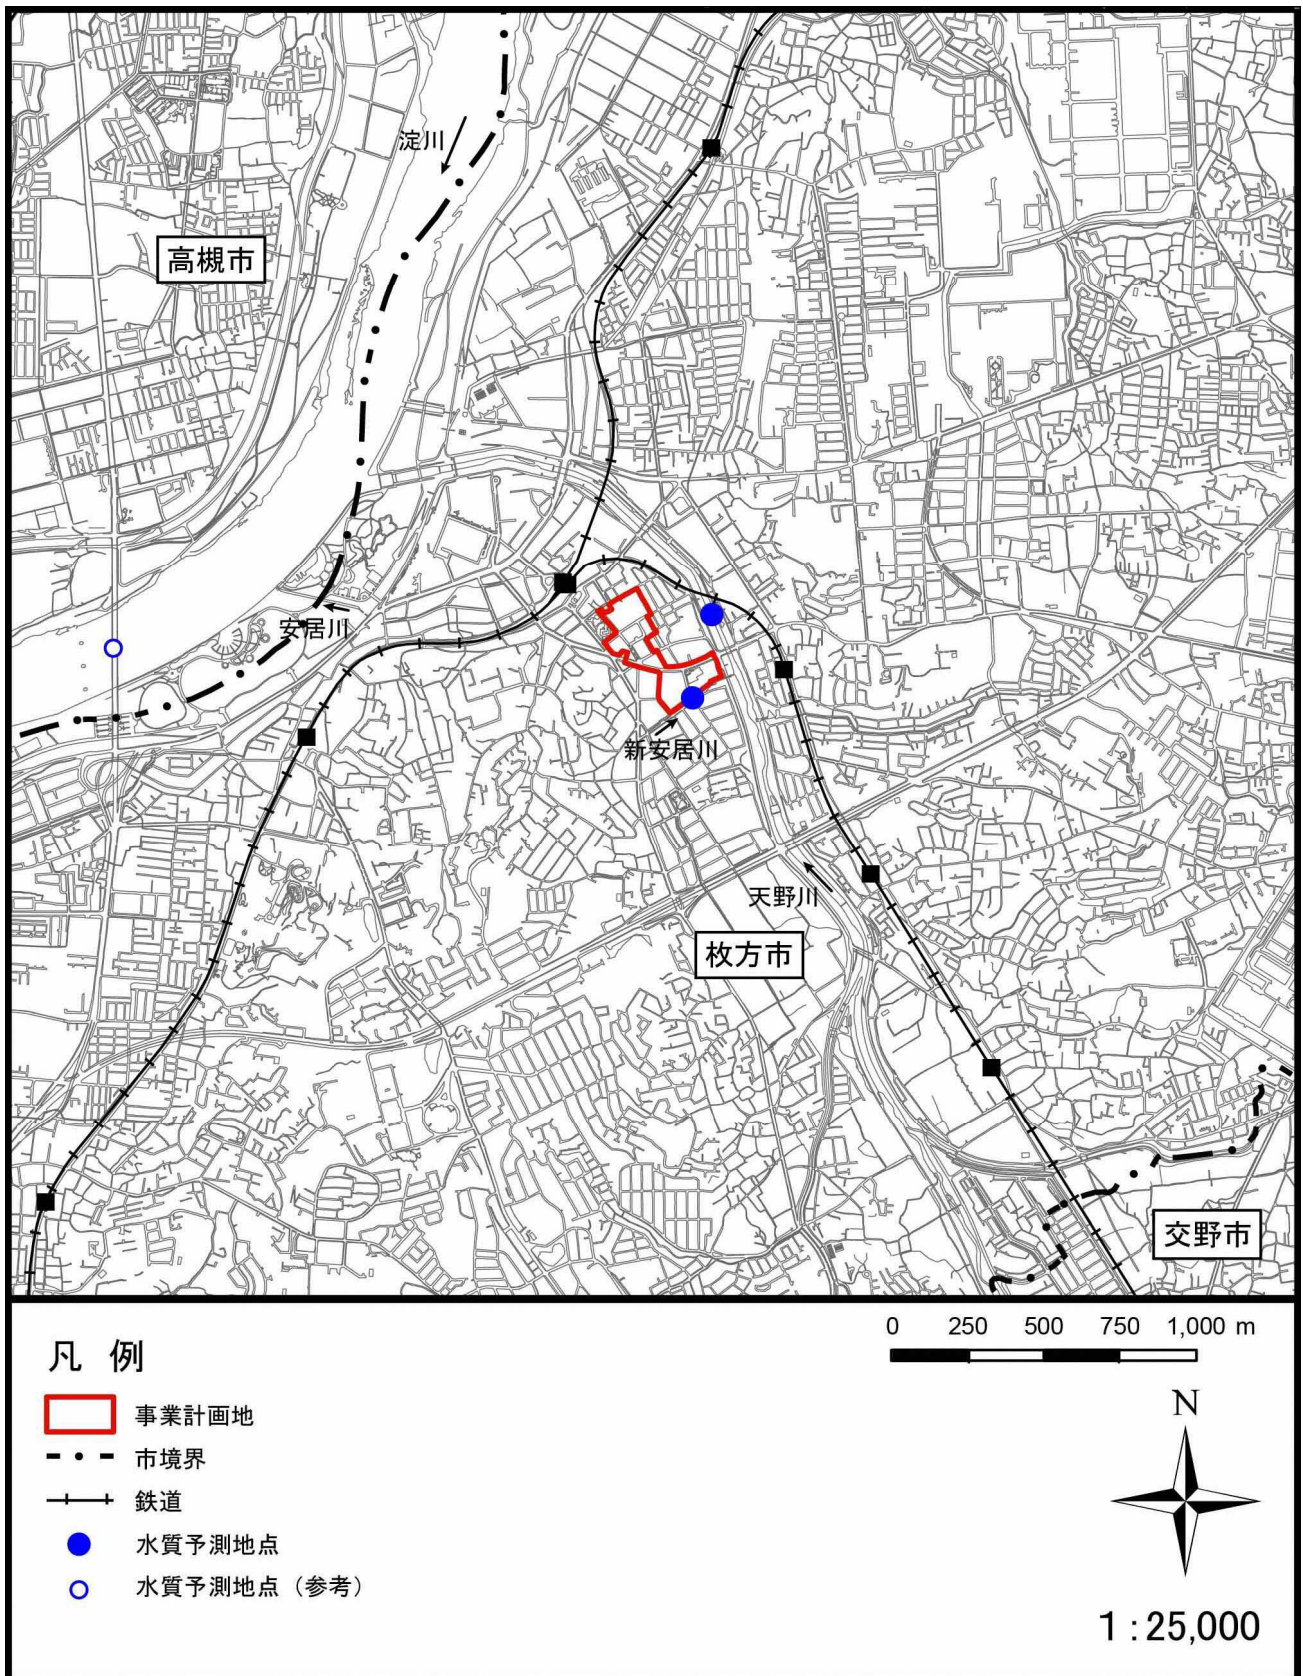 淀川
高槻市
安居川
新安居川
天野川
枚方市
交野市
凡 例
事業計画地
市境界
鉄道
水質予測地点
水質予測地点（参考）
0 250 500 750 1,000 m
N
1：25,000